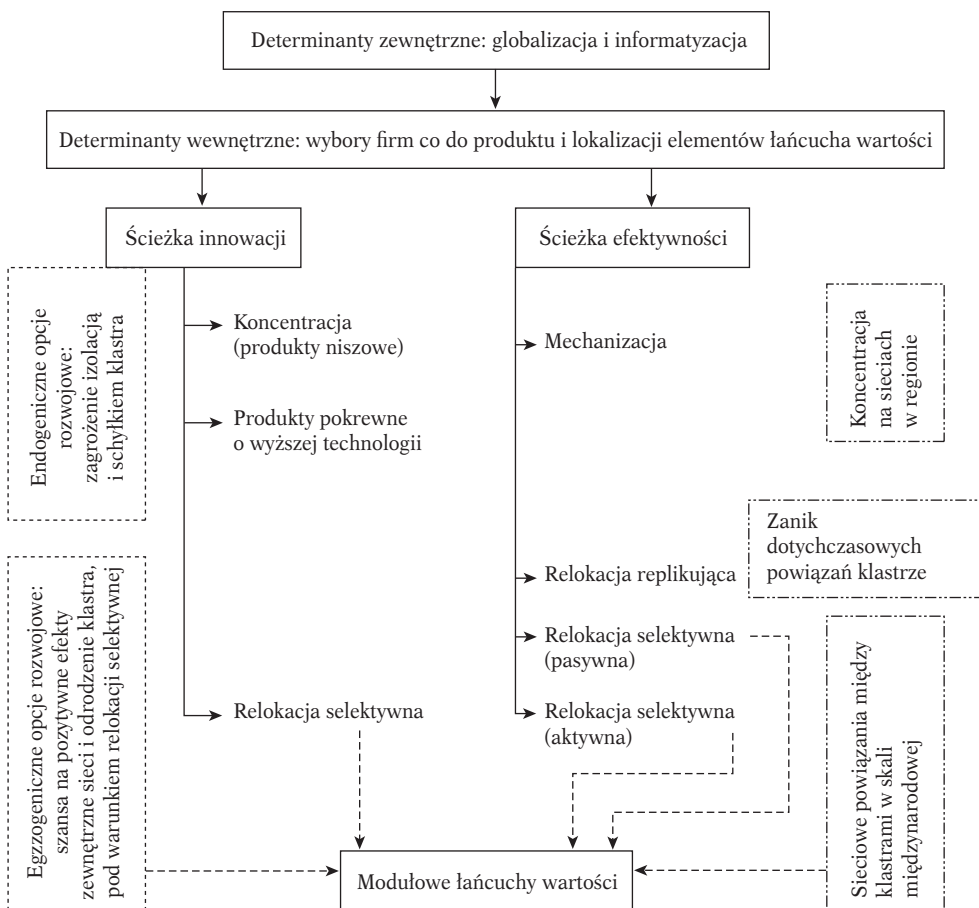 Determinanty zewnętrzne: globalizacja i informatyzacja
Determinanty wewnętrzne: wybory firm co do produktu i lokalizacji elementów łańcucha wartości
Ścieżka innowacji
Ścieżka efektywności
Endogeniczne opcje
rozwojowe:
zagrożenie izolacją
i schyłkiem klastra
Koncentracja
(produkty niszowe)
Produkty pokrewne
o wyższej technologii
Mechanizacja
Koncentracja
na sieciach
w regionie
Zanik
dotychczasowych
powiązań klastrze
Egzogeniczne opcje rozwojowe:
szansa na pozytywne efekty
zewnętrzne sieci i odrodzenie klastra,
pod warunkiem relokacji selektywnej
Relokacja selektywna
Relokacja replikująca
Relokacja selektywna
(pasywna)
Relokacja selektywna
(aktywna)
Sieciowe powiązania między
klastrami w skali
międzynarodowej
Modułowe łańcuchy wartości